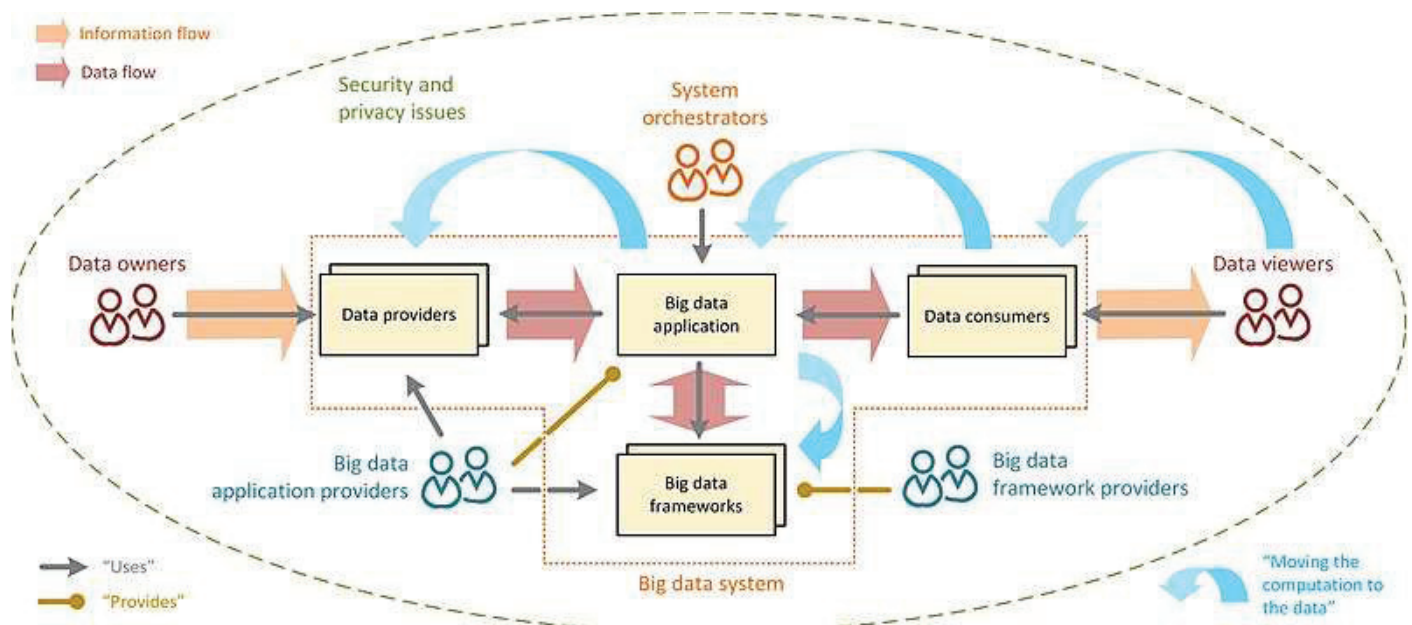 Information flow
Data flow
Security and
privacy issues
System
orchestrators
Data owners
Data viewers
Data providers
Big data
application
Data consumers
Big data
application providers
Big data
frameworks
Big data
framework providers
"Uses"
"Provides"
Big data system
"Moving the
computation to
the data"